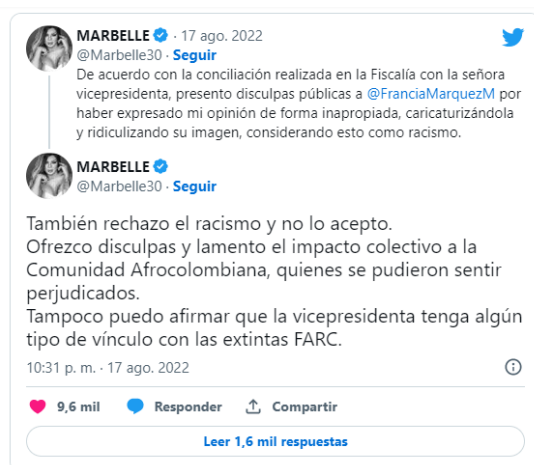 MARBELLE · 17 ago. 2022
@Marbelle30 · Seguir
De acuerdo con la conciliación realizada en la Fiscalía con la señora
vicepresidenta, presento disculpas públicas a @FranciaMarquezM por
haber expresado mi opinión de forma inapropiada, caricaturizándola
y ridiculizando su imagen, considerando esto como racismo.
MARBELLE
@Marbelle30 · Seguir
También rechazo el racismo y no lo acepto.
Ofrezco disculpas y lamento el impacto colectivo a la
Comunidad Afrocolombiana, quienes se pudieron sentir
perjudicados.
Tampoco puedo afirmar que la vicepresidenta tenga algún
tipo de vínculo con las extintas FARC.
10:31 p. m. · 17 ago. 2022
9,6 mil Responder Compartir
Leer 1,6 mil respuestas